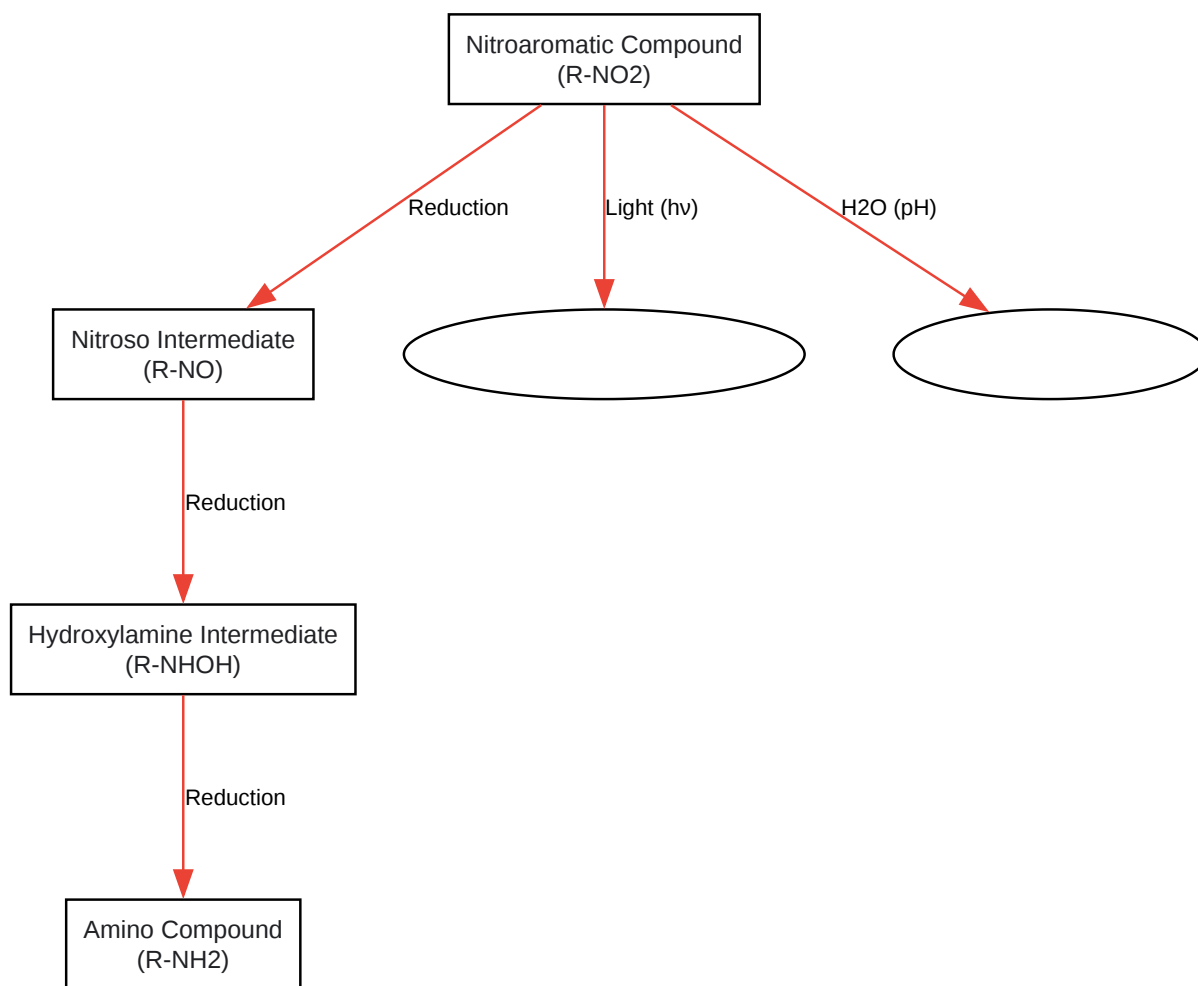 Nitroaromatic Compound
(R-NO2)
Reduction
Light (hν)
H2O (pH)
Nitroso Intermediate
(R-NO)
Reduction
Hydroxylamine Intermediate
(R-NHOH)
Reduction
Amino Compound
(R-NH2)